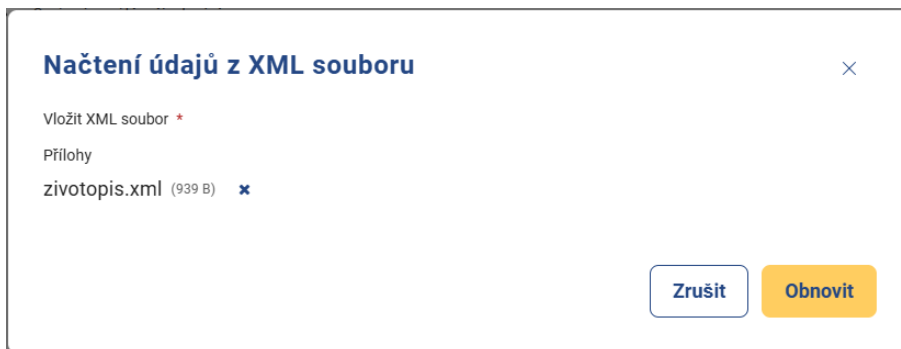 Načtení údajů z XML souboru
Vložit XML soubor *
Přílohy
zivotopis.xml (939 B)
Zrušit Obnovit